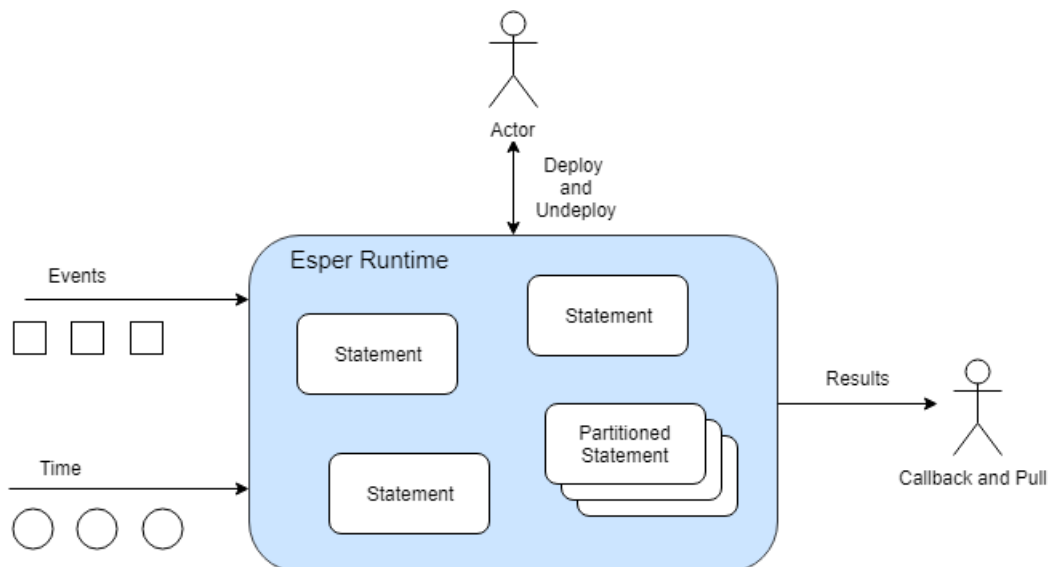 Actor
Deploy
and
Undeploy
Esper Runtime
Events
Statement
Statement
Results
Partitioned
Statement
Time
Statement
Callback and Pull